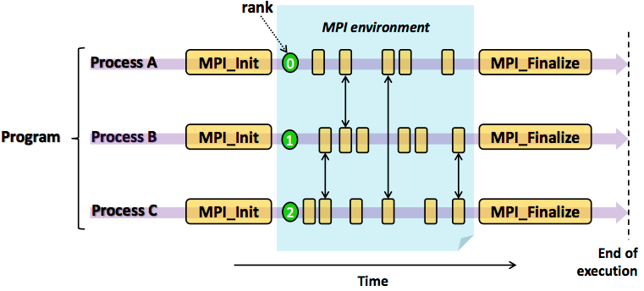 rank
MPI environment
Process A
MPI_Init
0
MPI_Finalize
Program
Process B
MPI_Init
1
MPI_Finalize
Process C
MPI_Init
2
MPI_Finalize
Time
End of
execution